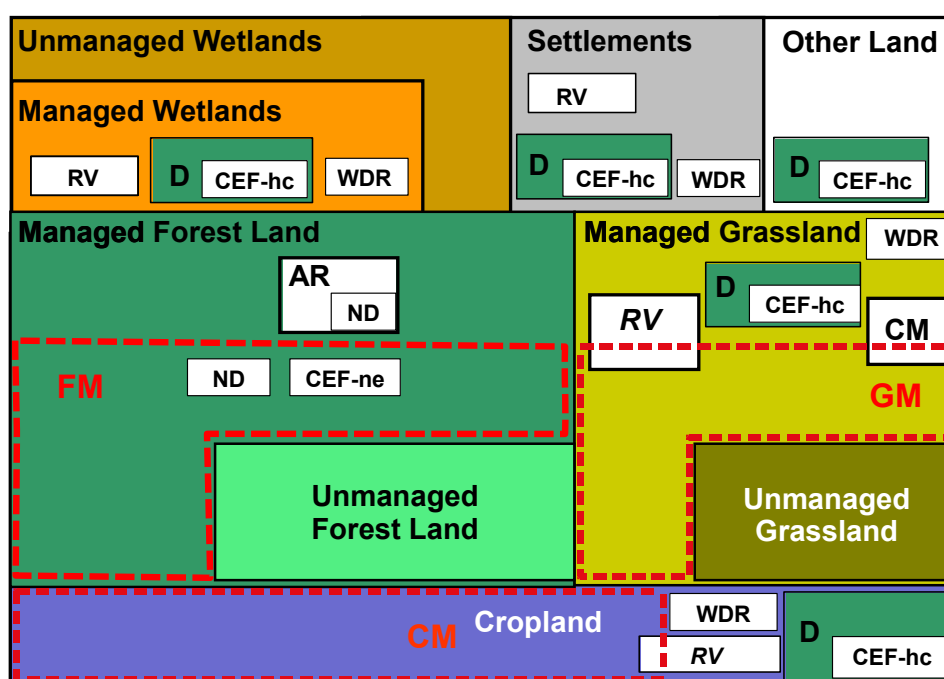 Unmanaged Wetlands
Settlements
Other Land
RV
Managed Wetlands
RV
D
CEF-hc
WDR
D
CEF-hc
WDR
D
CEF-hc
Managed Forest Land
Managed Grassland
WDR
AR
ND
D
CEF-hc
RV
CM
FM
ND
CEF-ne
GM
Unmanaged
Forest Land
Unmanaged
Grassland
CM
Cropland
WDR
RV
D
CEF-hc